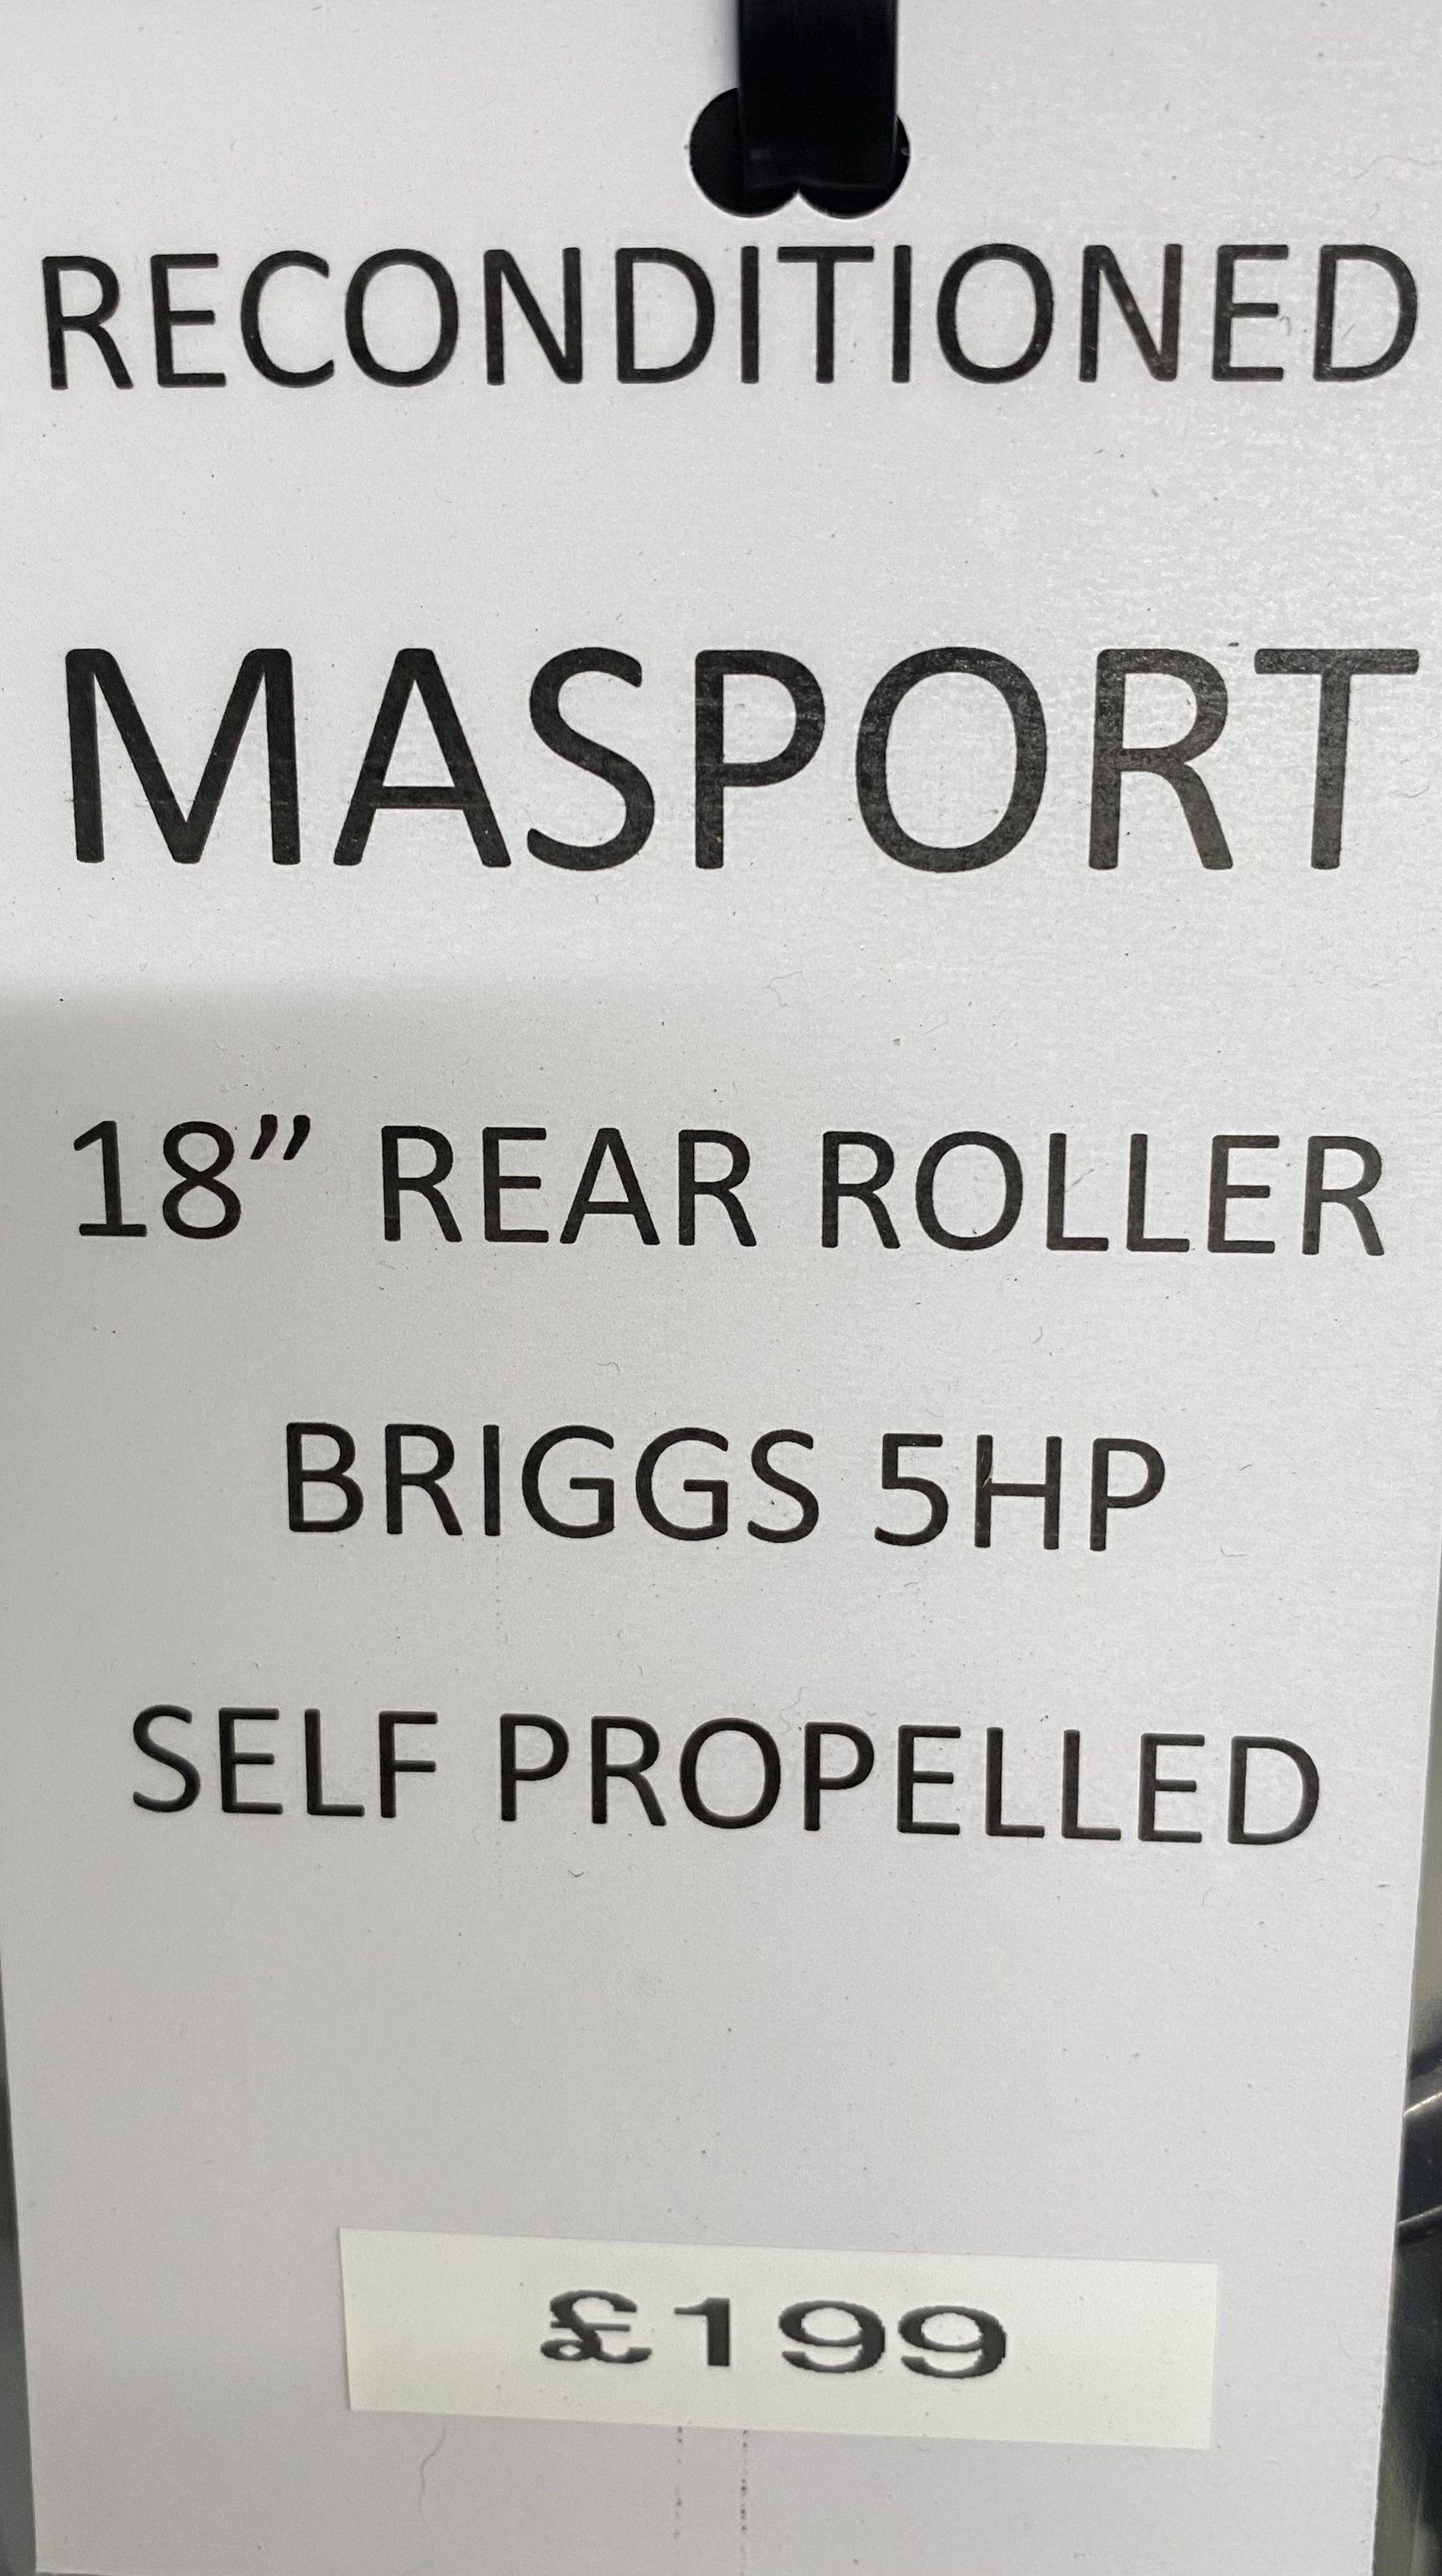 RECONDITIONED
MASPORT
18” REAR ROLLER
BRIGGS 5HP
SELF PROPELLED
£199